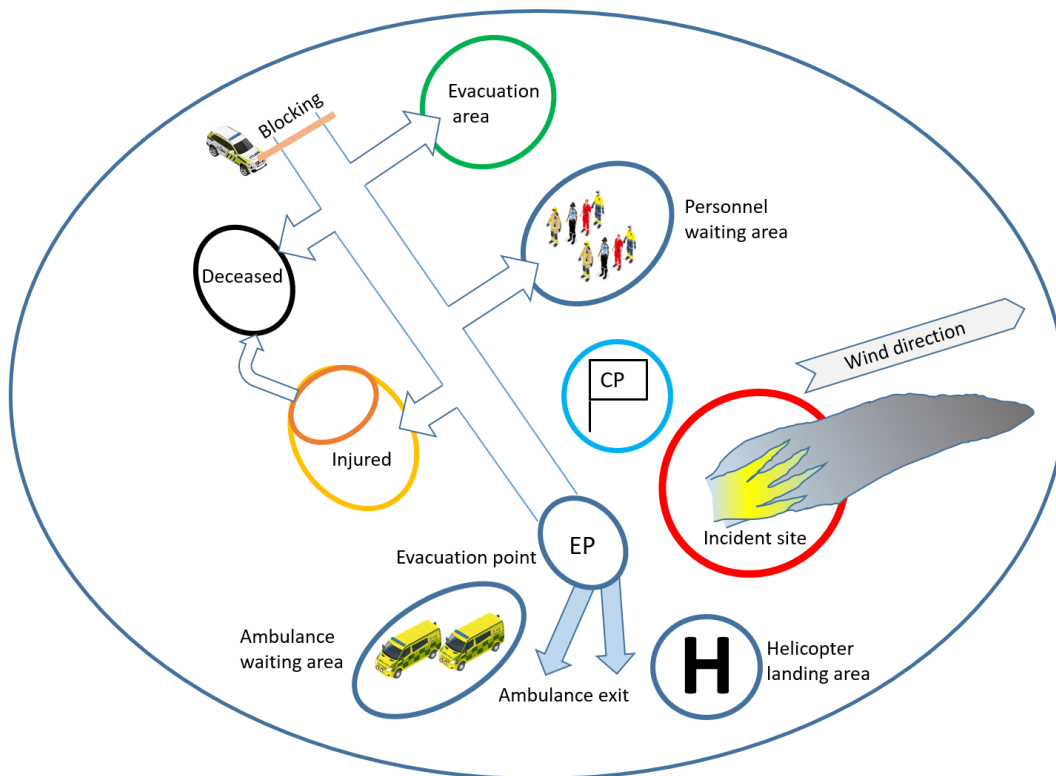 Evacuation
area
Blocking
Personnel
waiting area
Deceased
Wind direction
CP
Injured
Incident site
EP
Evacuation point
Ambulance
waiting area
H
Helicopter
landing area
Ambulance exit